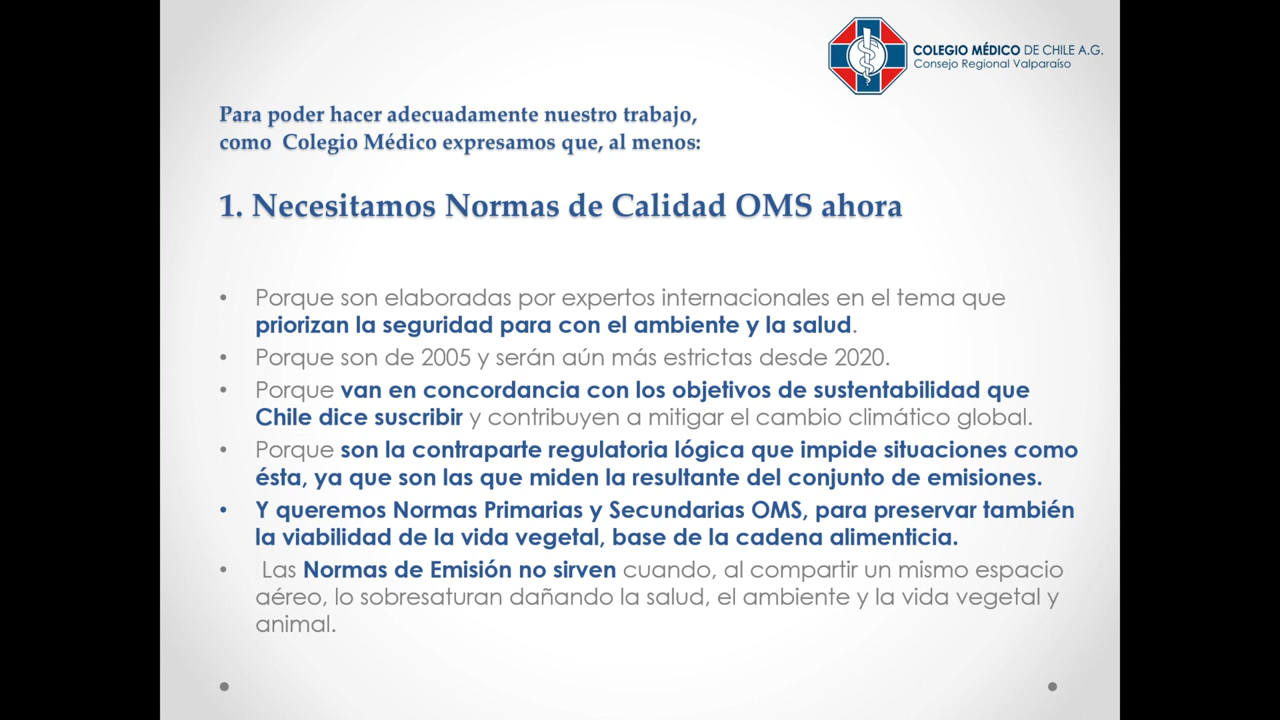 COLEGIO MÉDICO DE CHILE A.G.
Consejo Regional Valparaíso
Para poder hacer adecuadamente nuestro trabajo,
como Colegio Médico expresamos que, al menos:
1. Necesitamos Normas de Calidad OMS ahora
• Porque son elaboradas por expertos internacionales en el tema que
priorizan la seguridad para con el ambiente y la salud.
• Porque son de 2005 y serán aún más estrictas desde 2020.
• Porque van en concordancia con los objetivos de sustentabilidad que
Chile dice suscribir y contribuyen a mitigar el cambio climático global.
• Porque son la contraparte regulatoria lógica que impide situaciones como
ésta, ya que son las que miden la resultante del conjunto de emisiones.
• Y queremos Normas Primarias y Secundarias OMS, para preservar también
la viabilidad de la vida vegetal, base de la cadena alimenticia.
• Las Normas de Emisión no sirven cuando, al compartir un mismo espacio
aéreo, lo sobresaturan dañando la salud, el ambiente y la vida vegetal y
animal.